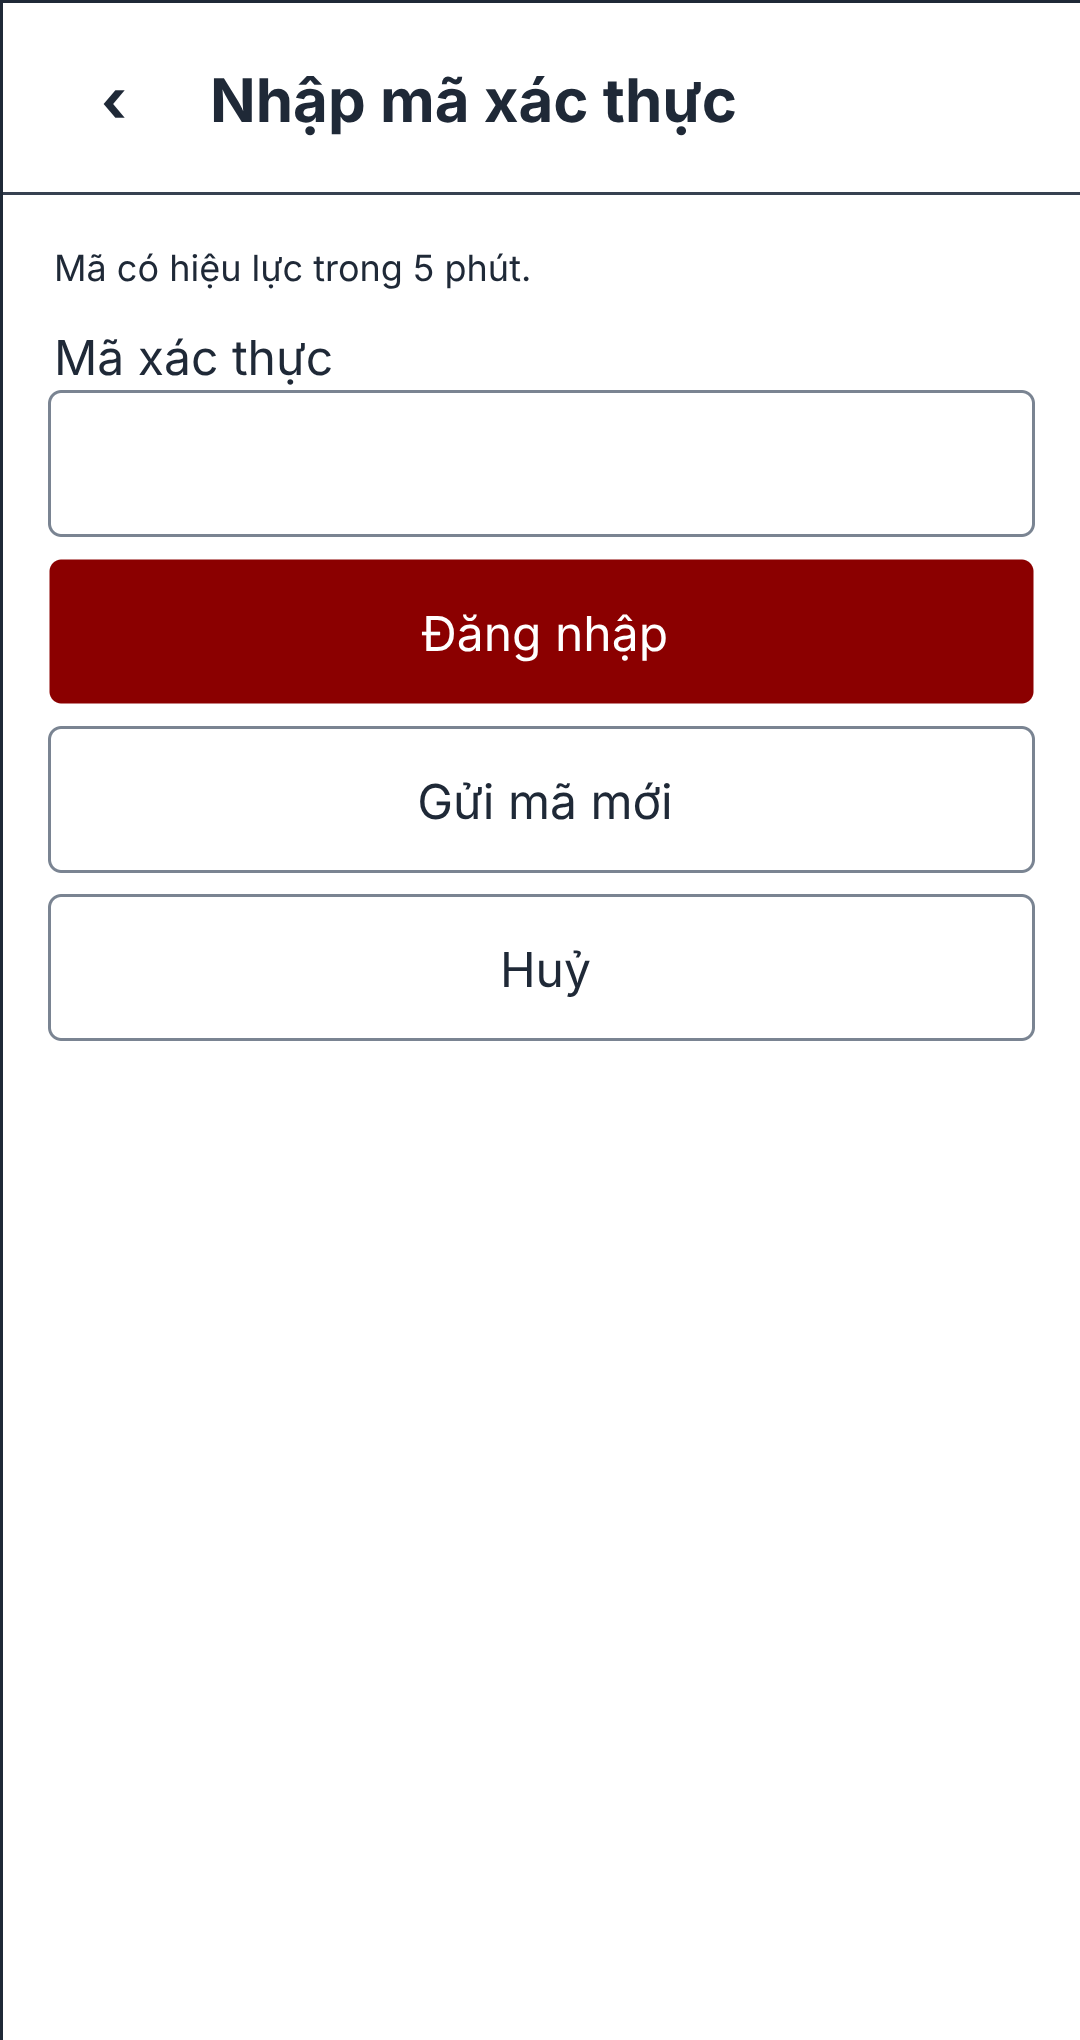 ‹ Nhập mã xác thực
Mã có hiệu lực trong 5 phút.
Mã xác thực
Đăng nhập
Gửi mã mới
Huỷ